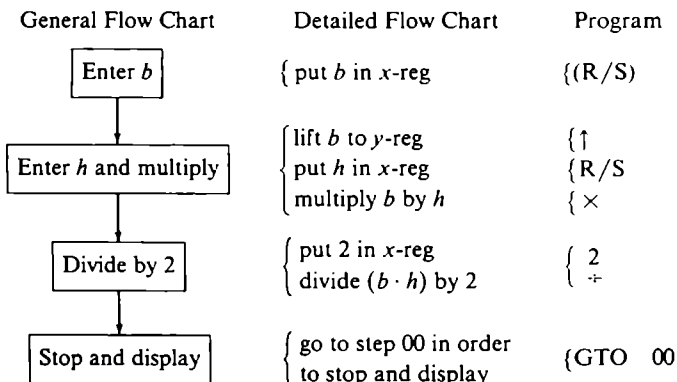 General Flow Chart Detailed Flow Chart Program
Enter b { put b in x-reg {(R/S)
lift b to y-reg {↑
Enter h and multiply { put h in x-reg {R/S
multiply b by h { ×
put 2 in x-reg 2
Divide by 2 { divide (b · h) by 2 { ÷
go to step 00 in order
Stop and display { to stop and display {GTO 00